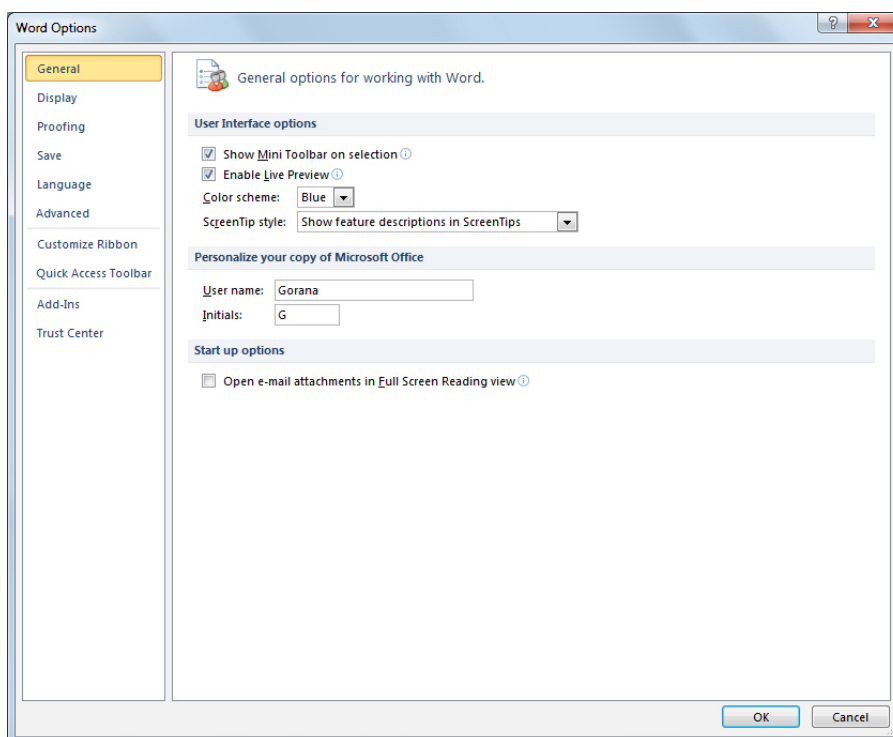 Word Options
General
Display
Proofing
Save
Language
Advanced
Customize Ribbon
Quick Access Toolbar
Add-Ins
Trust Center
General options for working with Word.
User Interface options
Show Mini Toolbar on selection
Enable Live Preview
Color scheme: Blue
ScreenTip style: Show feature descriptions in ScreenTips
Personalize your copy of Microsoft Office
User name: Gorana
Initials: G
Start up options
Open e-mail attachments in Full Screen Reading view
OK Cancel